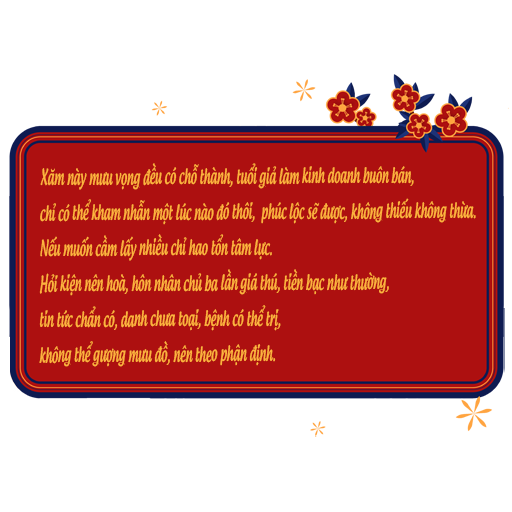 Xăm này mưu vọng đều có chỗ thành, tuổi giả làm kinh doanh buôn bán,
chỉ có thể kham nhẫn một lúc nào đó thôi, phúc lộc sẽ được, không thiếu không thừa.
Nếu muốn cầm lấy nhiều chỉ hao tổn tâm lực.
Hỏi kiện nên hoà, hôn nhân chủ ba lần giá thú, tiền bạc như thường,
tin tức chẩn có, danh chưa toại, bệnh có thể trị,
không thể gượng mưu đồ, nên theo phận định.